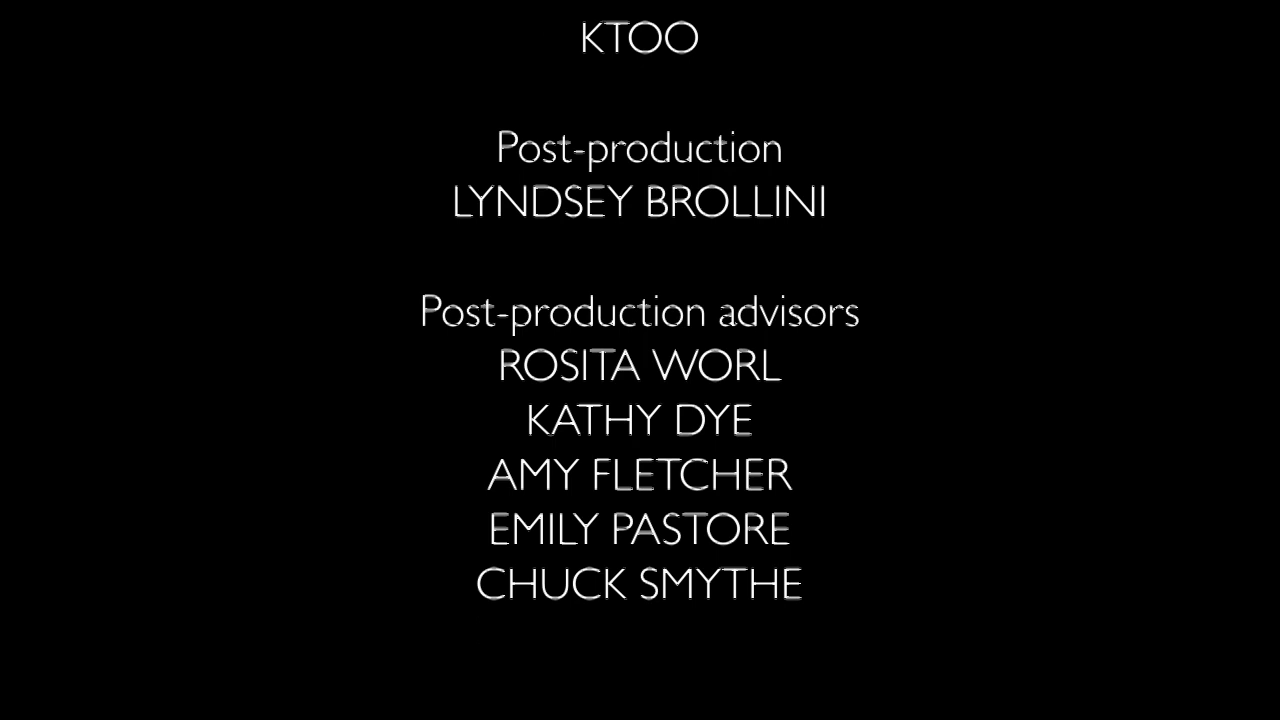 KTOO
Post-production
LYNDSEY BROLLINI
Post-production advisors
ROSITA WORL
KATHY DYE
AMY FLETCHER
EMILY PASTORE
CHUCK SMYTHE